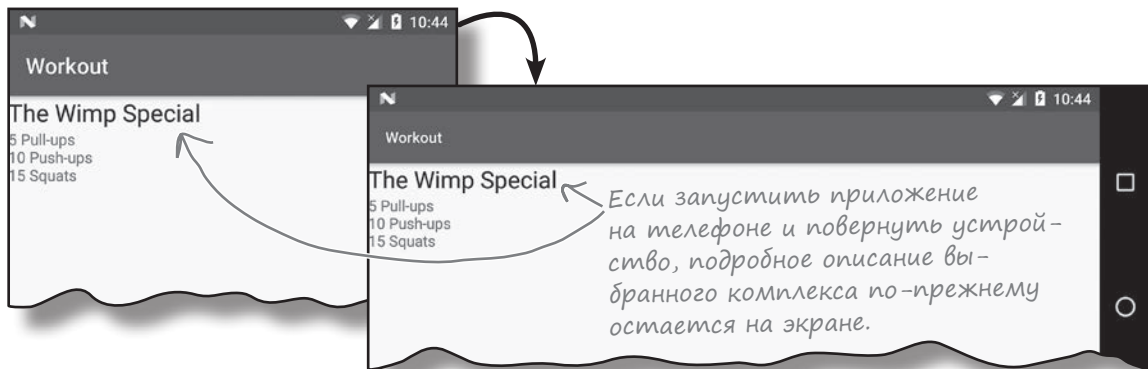 10:44
Workout
The Wimp Special
5 Pull-ups
10 Push-ups
15 Squats
10:44
Workout
The Wimp Special
5 Pull-ups
10 Push-ups
15 Squats
Если запустить приложение
на телефоне и повернуть устрой-
ство, подробное описание вы-
бранного комплекса по-прежнему
остается на экране.